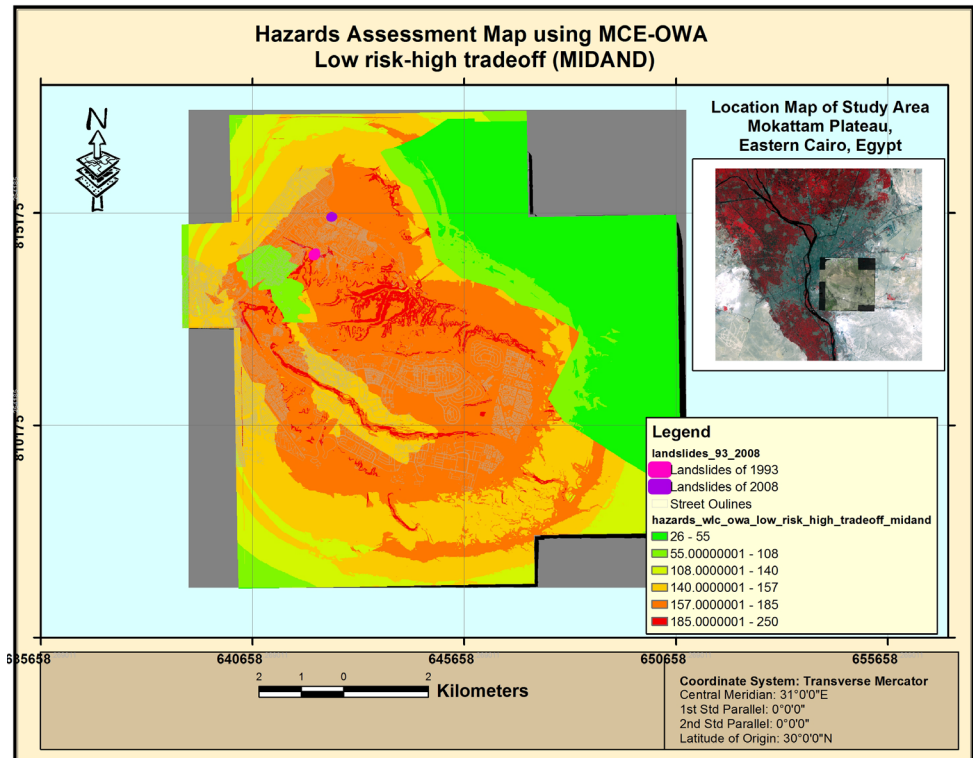 Hazards Assessment Map using MCE-OWA
Low risk-high tradeoff (MIDAND)
N
Location Map of Study Area
Mokattam Plateau,
Eastern Cairo, Egypt
815175
810175
Legend
landslides_93_2008
Landslides of 1993
Landslides of 2008
Street Oulines
hazards_wlc_owa_low_risk_high_tradeoff_midand
26 - 55
55.00000001 - 108
108.0000001 - 140
140.0000001 - 157
157.0000001 - 185
185.0000001 - 250
635658 640658 645658 650658 655658
2 1 0 2
Kilometers
Coordinate System: Transverse Mercator
Central Meridian: 31°0'0"E
1st Std Parallel: 0°0'0"
2nd Std Parallel: 0°0'0"
Latitude of Origin: 30°0'0"N